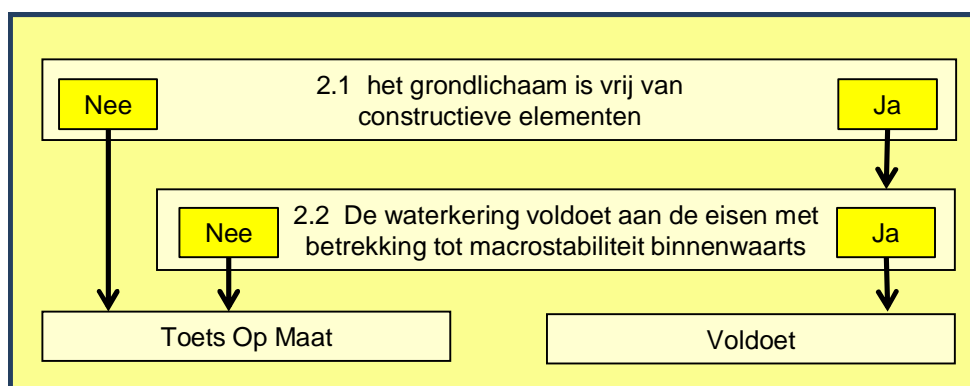 Nee
2.1 het grondlichaam is vrij van
constructieve elementen
Ja
Nee
2.2 De waterkering voldoet aan de eisen met
betrekking tot macrostabiliteit binnenwaarts
Ja
Toets Op Maat
Voldoet